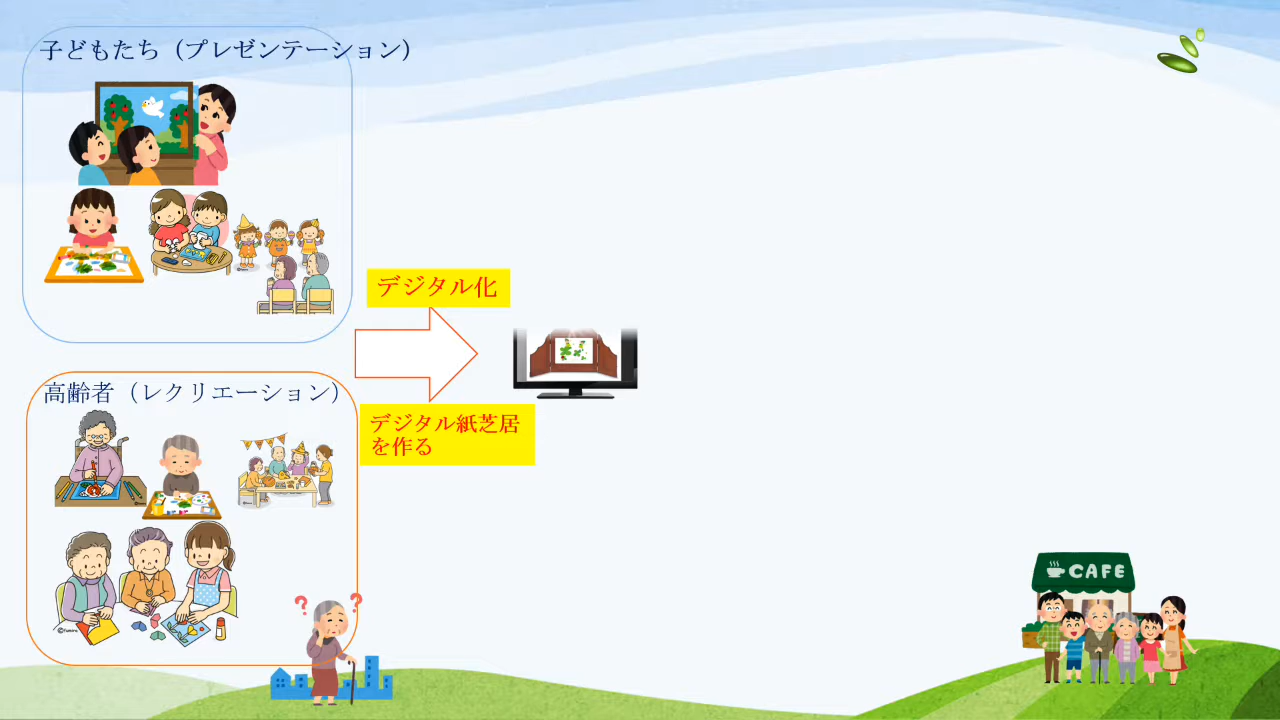 子どもたち（プレゼンテーション）
デジタル化
高齢者（レクリエーション）
デジタル紙芝居
を作る
CAFE